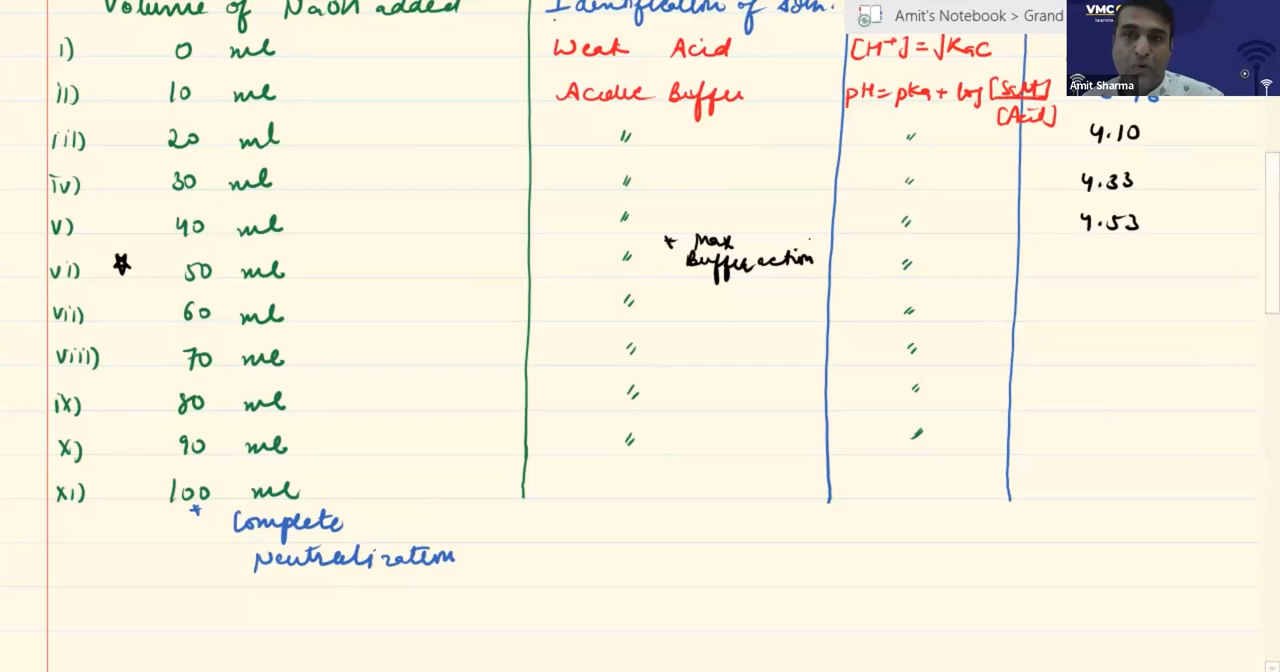 Volume of NaOH added Identification of soln. Amit's Notebook > Grand VMC
Amit Sharma
i) 0 ml Weak Acid [H+] = √KaC
ii) 10 ml Acidic Buffer pH = pKa + log [Salt]/[Acid]
iii) 20 ml " " 4.10
iv) 30 ml " " 4.33
v) 40 ml " " 4.53
* Max
vi) 50 ml " Buffer action "
vii) 60 ml " "
viii) 70 ml " "
ix) 80 ml " "
x) 90 ml " "
xi) 100 ml
* Complete
Neutralization